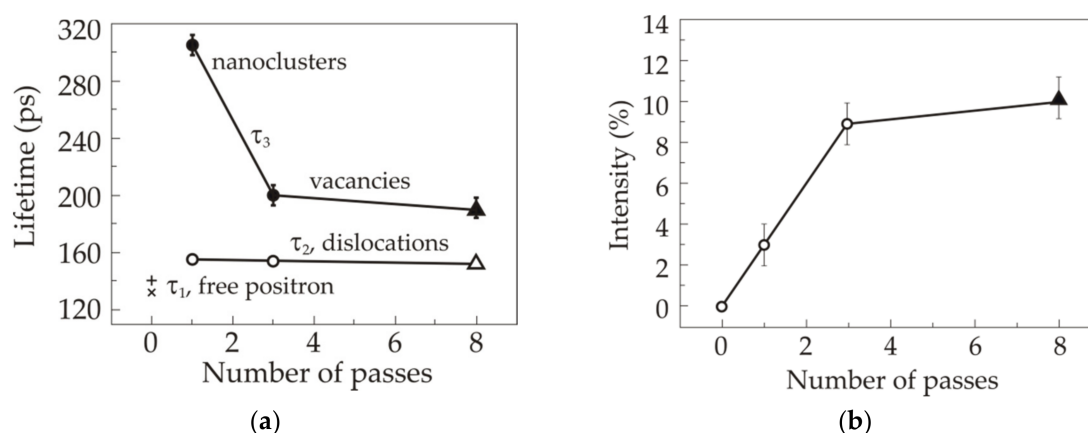 320
280
240
200
160
120
Lifetime (ps)
nanoclusters
τ3
vacancies
τ2, dislocations
+
× τ1, free positron
0 2 4 6 8
Number of passes
(a)
14
12
10
8
6
4
2
0
Intensity (%)
0 2 4 6 8
Number of passes
(b)